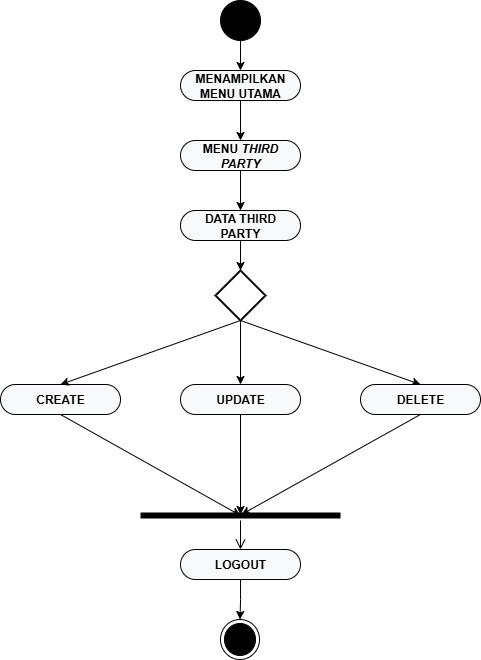 MENAMPILKAN
MENU UTAMA
MENU THIRD
PARTY
DATA THIRD
PARTY
CREATE
UPDATE
DELETE
LOGOUT